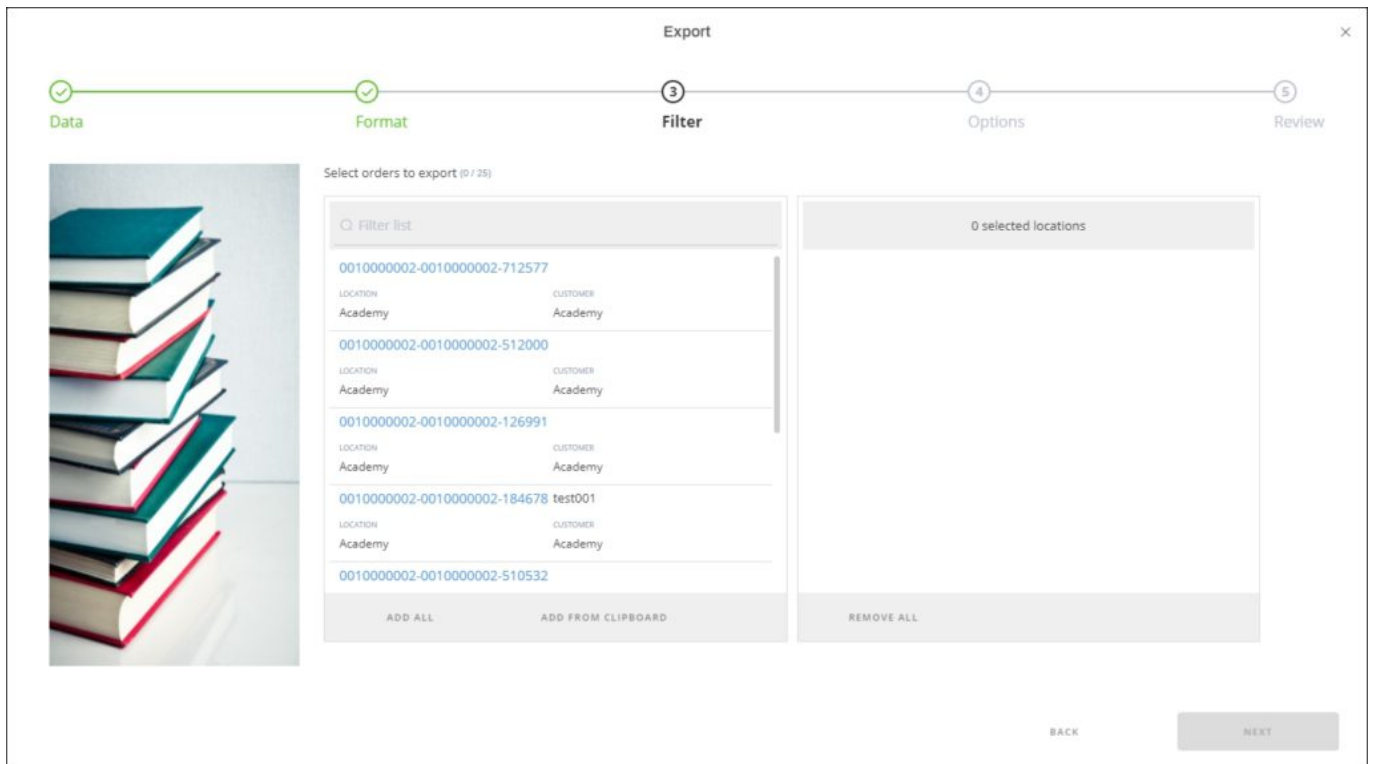 Export
3
4
5
Data
Format
Filter
Options
Review
Select orders to export (0 / 25)
Filter list
0010000002-0010000002-712577
LOCATION CUSTOMER
Academy Academy
0010000002-0010000002-512000
LOCATION CUSTOMER
Academy Academy
0010000002-0010000002-126991
LOCATION CUSTOMER
Academy Academy
0010000002-0010000002-184678 test001
LOCATION CUSTOMER
Academy Academy
0010000002-0010000002-510532
ADD ALL ADD FROM CLIPBOARD
0 selected locations
REMOVE ALL
BACK NEXT